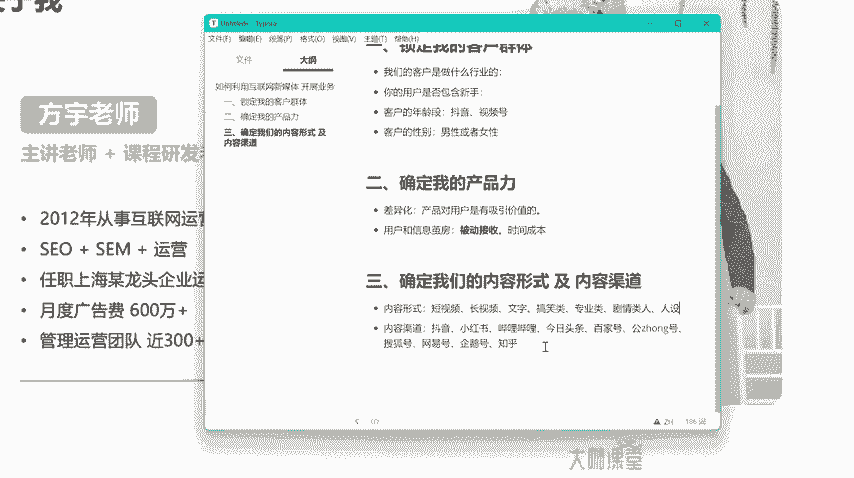 关于我
方宇老师
主讲老师 + 课程研发
2012年从事互联网运营
SEO + SEM + 运营
任职上海某龙头企业运
月度广告费 600万+
管理运营团队 近300+
Untitled - Typora
文件(F) 编辑(E) 段落(P) 格式(O) 视图(V) 主题(T) 帮助(H)
文件 大纲
如何利用互联网新媒体 开展业务
一、锁定我的客户群体
二、确定我的产品力
三、确定我们的内容形式 及
内容渠道
一、锁定我的客户群体
我们的客户是做什么行业的：
你的用户是否包含新手：
客户的年龄段：抖音、视频号
客户的性别：男性或者女性
二、确定我的产品力
差异化：产品对用户是有吸引价值的。
用户和信息茧房：被动接收。时间成本
三、确定我们的内容形式 及 内容渠道
内容形式：短视频、长视频、文字。搞笑类、专业类、剧情类人、人设
内容渠道：抖音、小红书、哔哩哔哩、今日头条、百家号、公zhong号、
搜狐号、网易号、企鹅号、知乎
186 词
大咖课堂